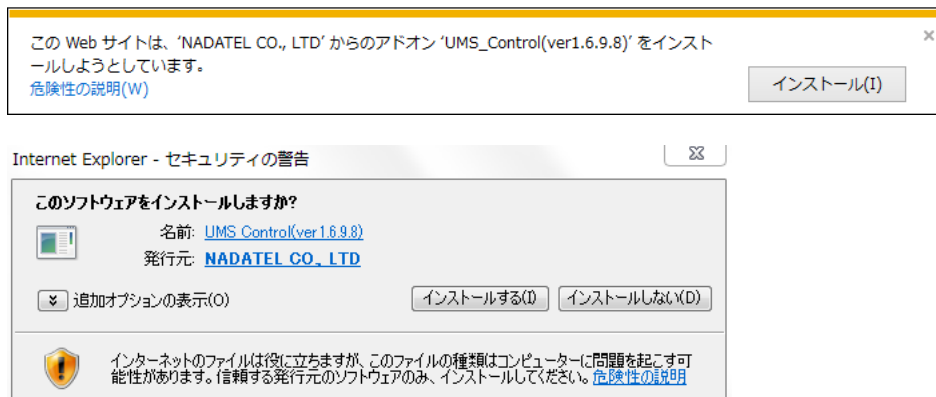 この Web サイトは、‘NADATEL CO., LTD’ からのアドオン ‘UMS_Control(ver1.6.9.8)’ をインスト
ールしようとしています。
危険性の説明(W)
インストール(I)
Internet Explorer - セキュリティの警告
このソフトウェアをインストールしますか?
名前: UMS Control(ver1.6.9.8)
発行元: NADATEL CO., LTD
追加オプションの表示(O)
インストールする(I)
インストールしない(D)
インターネットのファイルは役に立ちますが、このファイルの種類はコンピューターに問題を起こす可
能性があります。信頼する発行元のソフトウェアのみ、インストールしてください。危険性の説明